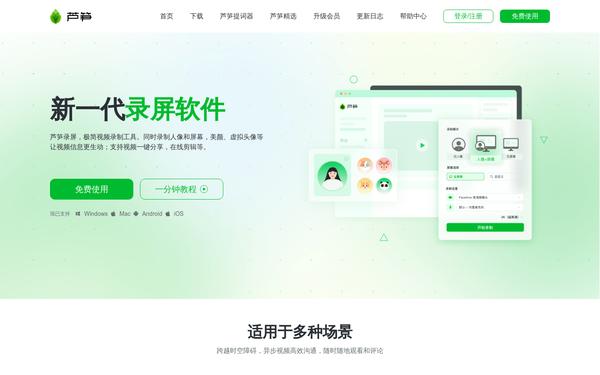 芦笋
首页 下载 芦笋提词器 芦笋精选 升级会员 更新日志 帮助中心 登录/注册 免费使用
新一代录屏软件
芦笋录屏，极简视频录制工具。同时录制人像和屏幕，美颜、虚拟头像等
让视频信息更生动；支持视频一键分享，在线剪辑等。
免费使用 一分钟教程
现已支持 Windows Mac Android iOS
芦笋
人像+屏幕
开始录制
适用于多种场景
跨越时空障碍，异步视频高效沟通，随时随地观看和评论